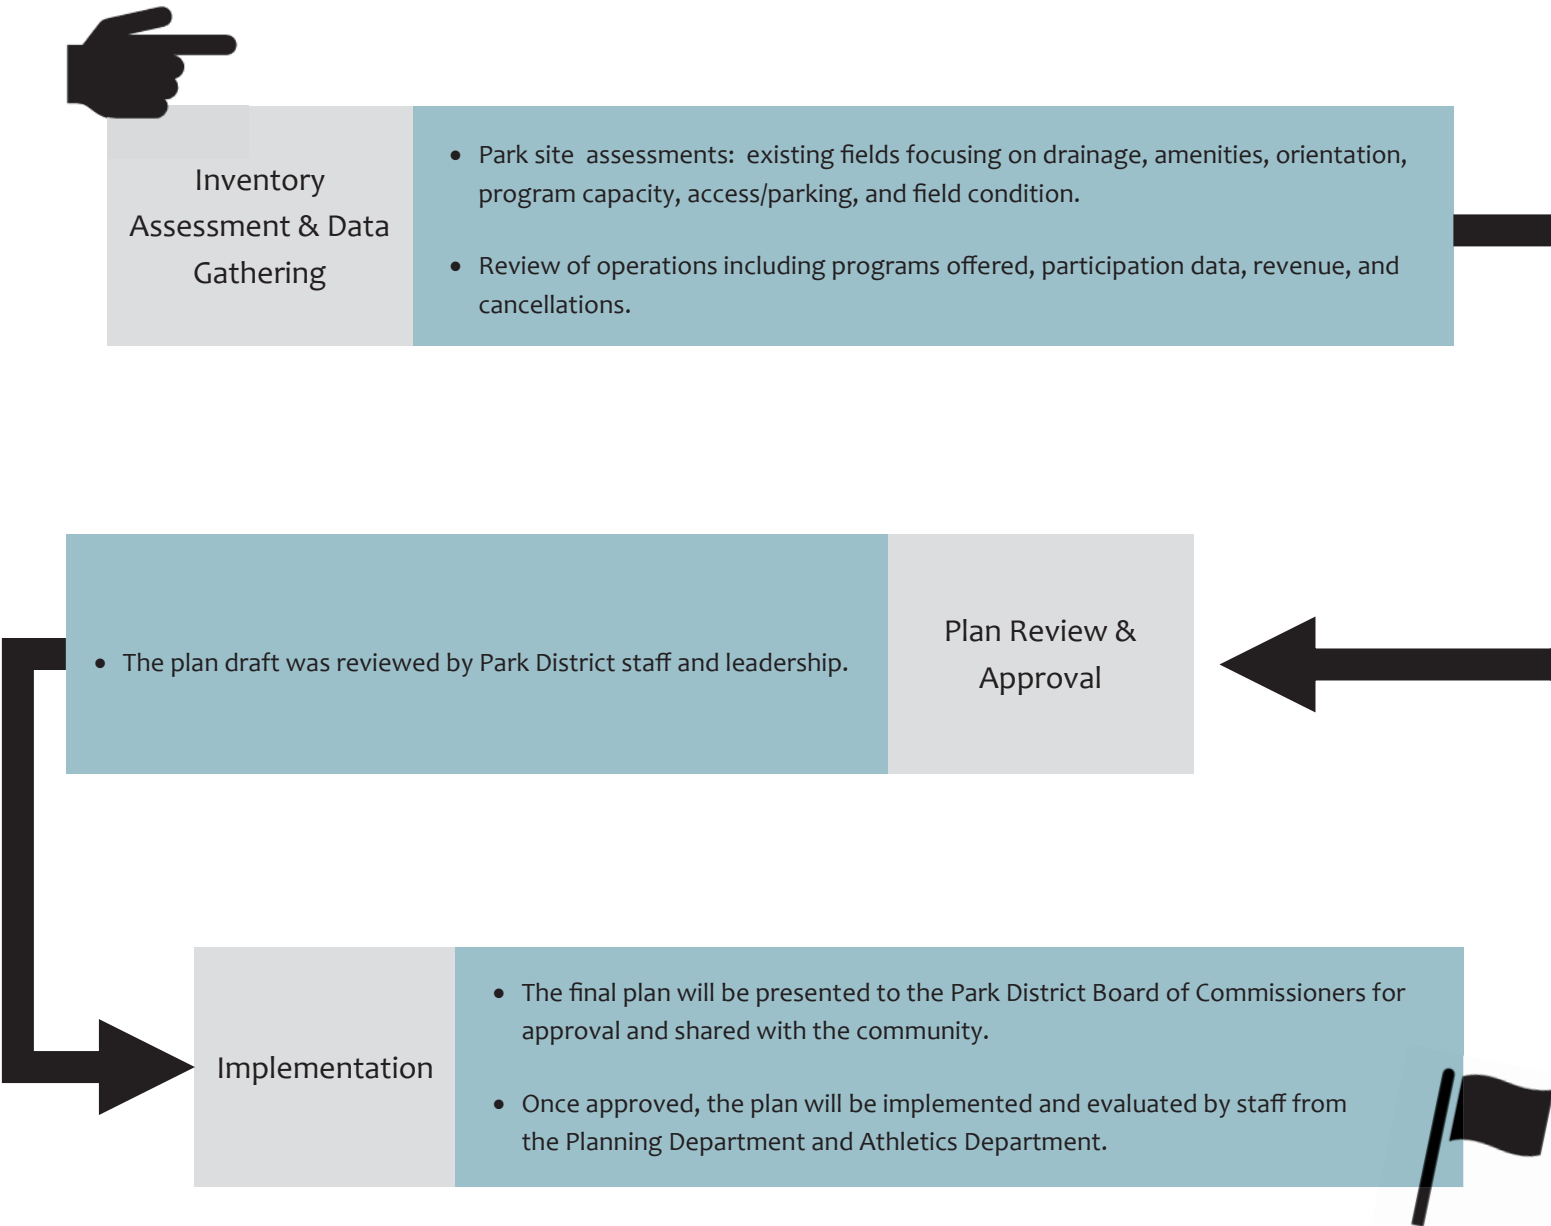 Inventory
Assessment & Data
Gathering
• Park site assessments: existing fields focusing on drainage, amenities, orientation,
program capacity, access/parking, and field condition.
• Review of operations including programs offered, participation data, revenue, and
cancellations.
• The plan draft was reviewed by Park District staff and leadership.
Plan Review &
Approval
Implementation
• The final plan will be presented to the Park District Board of Commissioners for
approval and shared with the community.
• Once approved, the plan will be implemented and evaluated by staff from
the Planning Department and Athletics Department.